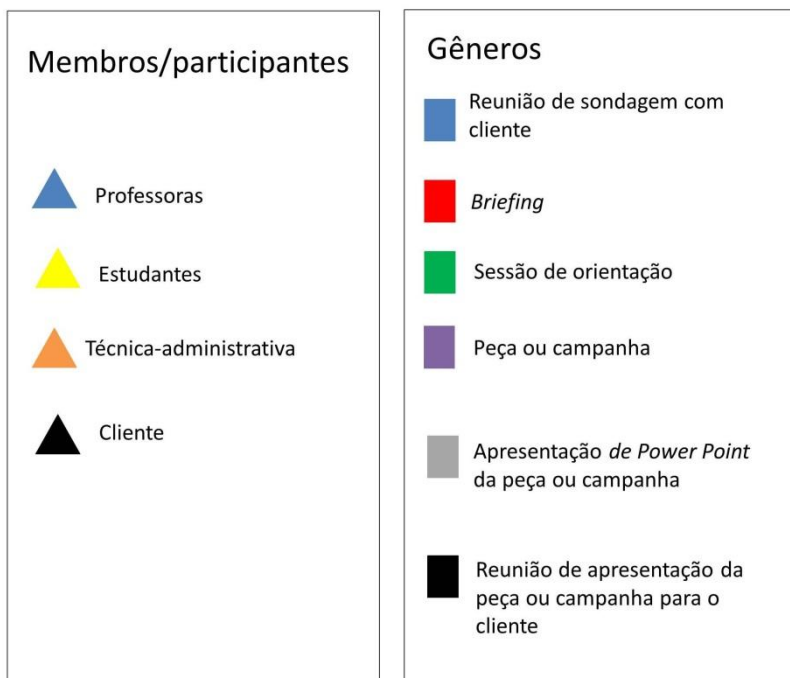 Membros/participantes
Professoras
Estudantes
Técnica-administrativa
Cliente
Gêneros
Reunião de sondagem com
cliente
Briefing
Sessão de orientação
Peça ou campanha
Apresentação de Power Point
da peça ou campanha
Reunião de apresentação da
peça ou campanha para o
cliente